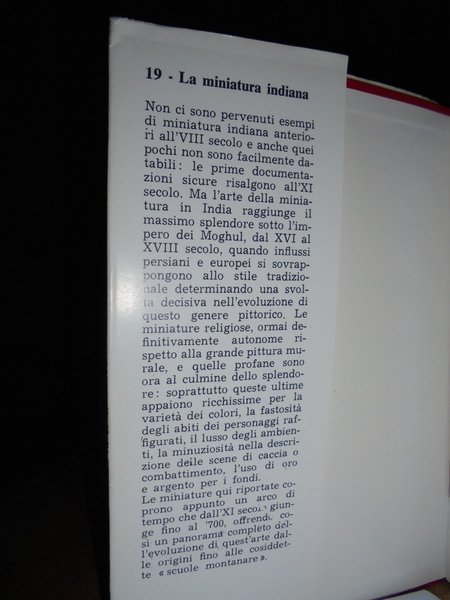 19 - La miniatura indiana
Non ci sono pervenuti esempi
di miniatura indiana anterio-
ri all'VIII secolo e anche quei
pochi non sono facilmente da-
tabili: le prime documenta-
zioni sicure risalgono all'XI
secolo. Ma l'arte della minia-
tura in India raggiunge il
massimo splendore sotto l'im-
pero dei Moghul, dal XVI al
XVIII secolo, quando influssi
persiani e europei si sovrap-
pongono allo stile tradizio-
nale determinando una svol-
ta decisiva nell'evoluzione di
questo genere pittorico. Le
miniature religiose, ormai de-
finitivamente autonome ri-
spetto alla grande pittura mu-
rale, e quelle profane sono
ora al culmine dello splendo-
re: soprattutto queste ultime
appaiono ricchissime per la
varietà dei colori, la fastosità
degli abiti dei personaggi raf-
figurati, il lusso degli ambien-
ti, la minuziosità nella descri-
zione delle scene di caccia o
combattimento, l'uso di oro
e argento per i fondi.
Le miniature qui riportate co-
prono appunto un arco di
tempo che dall'XI secolo giun-
ge fino al '700, offrendo co-
sì un panorama completo del-
l'evoluzione di quest'arte dal-
le origini fino alle cosiddet-
te « scuole montanare ».